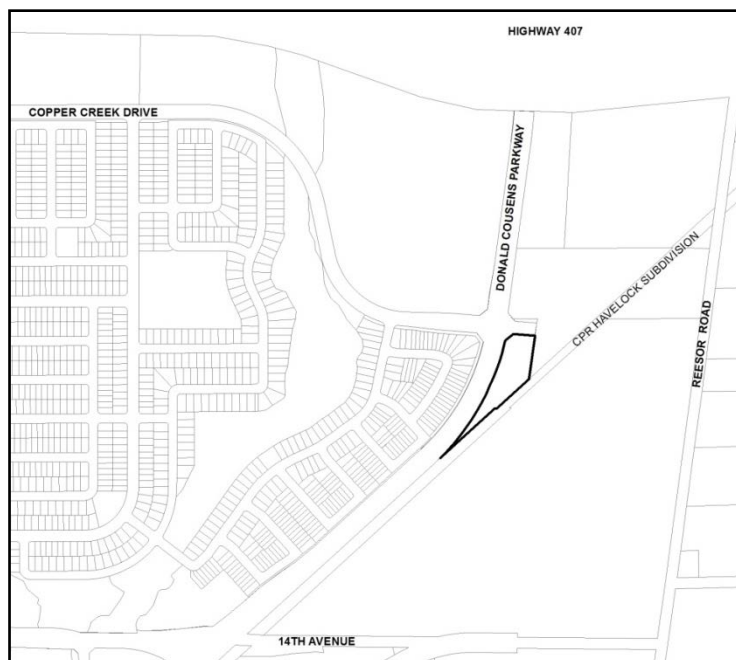 HIGHWAY 407
COPPER CREEK DRIVE
DONALD COUSENS PARKWAY
CPR HAVELOCK SUBDIVISION
REESOR ROAD
14TH AVENUE